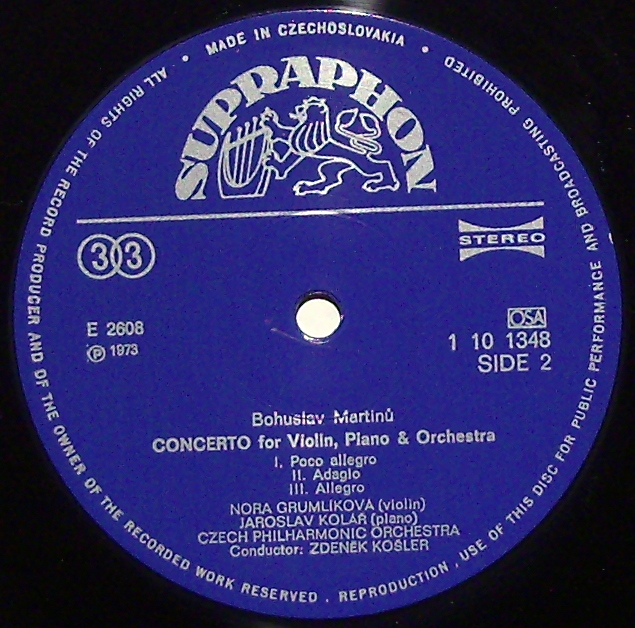 MADE IN CZECHOSLOVAKIA • ALL RIGHTS OF THE RECORD PRODUCER AND OF THE OWNER OF THE RECORDED WORK RESERVED . REPRODUCTION , USE OF THIS DISC FOR PUBLIC PERFORMANCE AND BROADCASTING PROHIBITED •
SUPRAPHON
33
STEREO
E 2608
Ⓟ 1973
OSA
1 10 1348
SIDE 2
Bohuslav Martinů
CONCERTO for Violin, Piano & Orchestra
I. Poco allegro
II. Adagio
III. Allegro
NORA GRUMLÍKOVÁ (violin)
JAROSLAV KOLÁŘ (piano)
CZECH PHILHARMONIC ORCHESTRA
Conductor: ZDENĚK KOŠLER